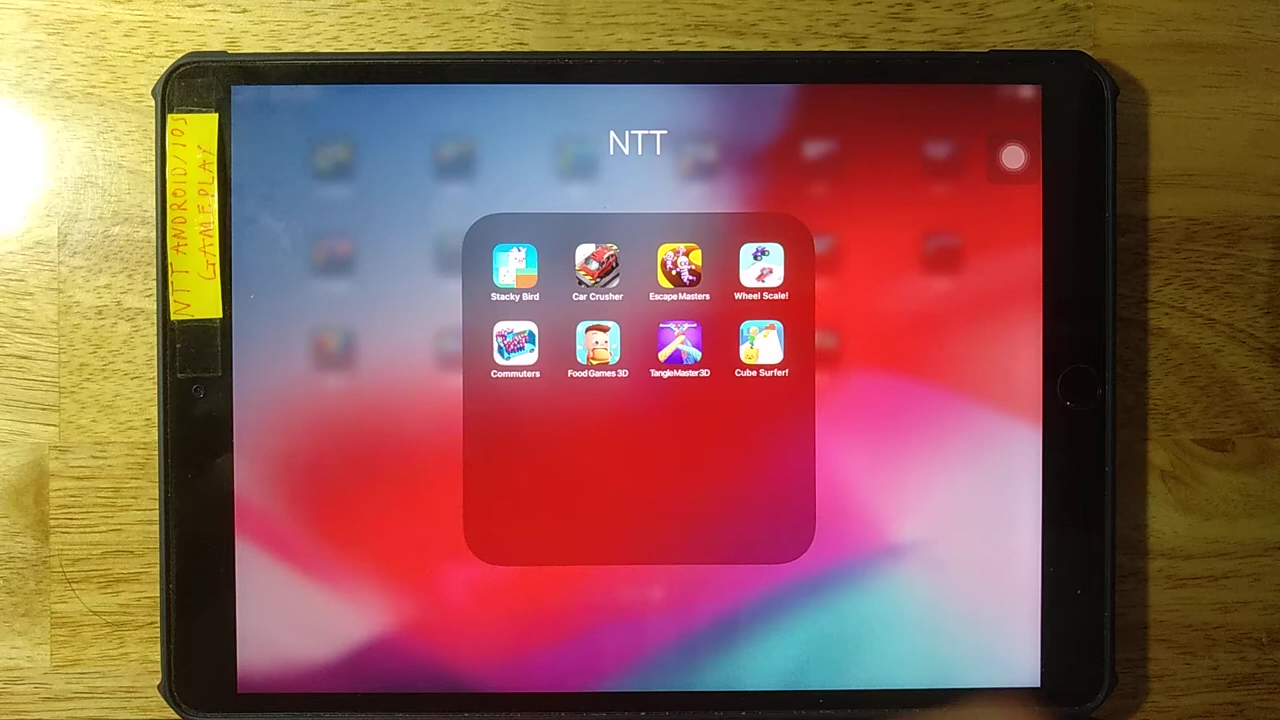 NTT ANDROID/IOS
GAMEPLAY
NTT
Stacky Bird
Car Crusher
Escape Masters
Wheel Scale!
Commuters
Food Games 3D
TangleMaster3D
Cube Surfer!